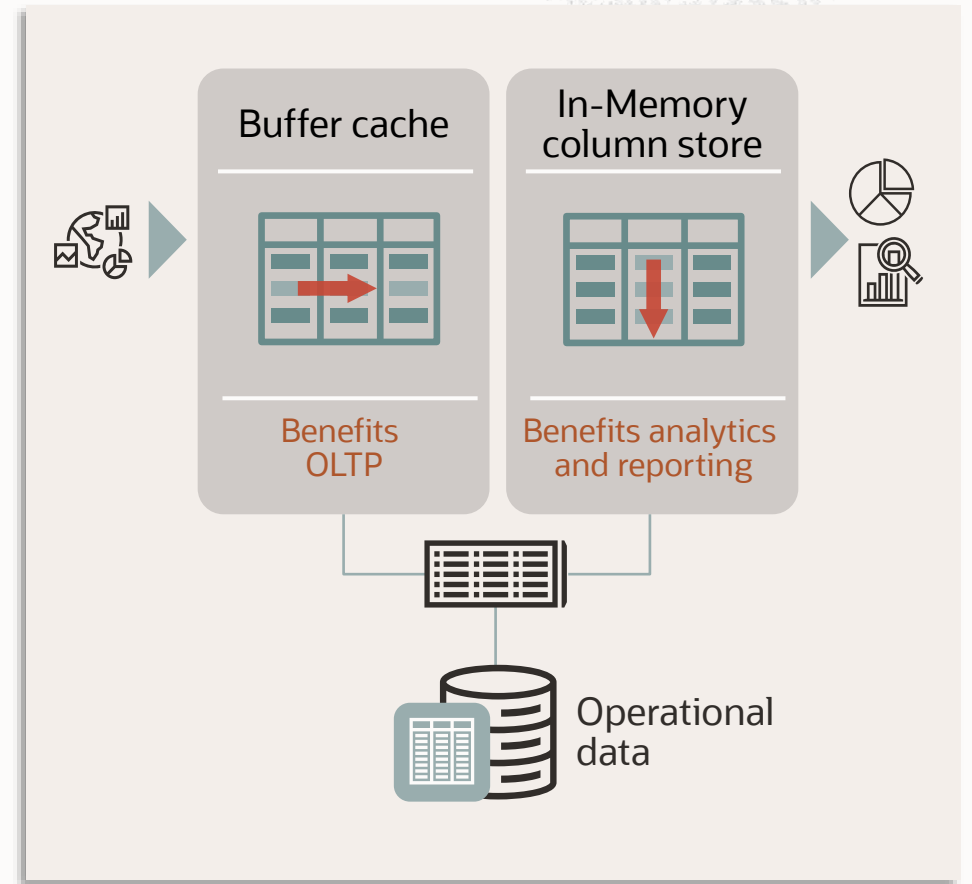 Buffer cache
In-Memory
column store
Benefits
OLTP
Benefits analytics
and reporting
Operational
data